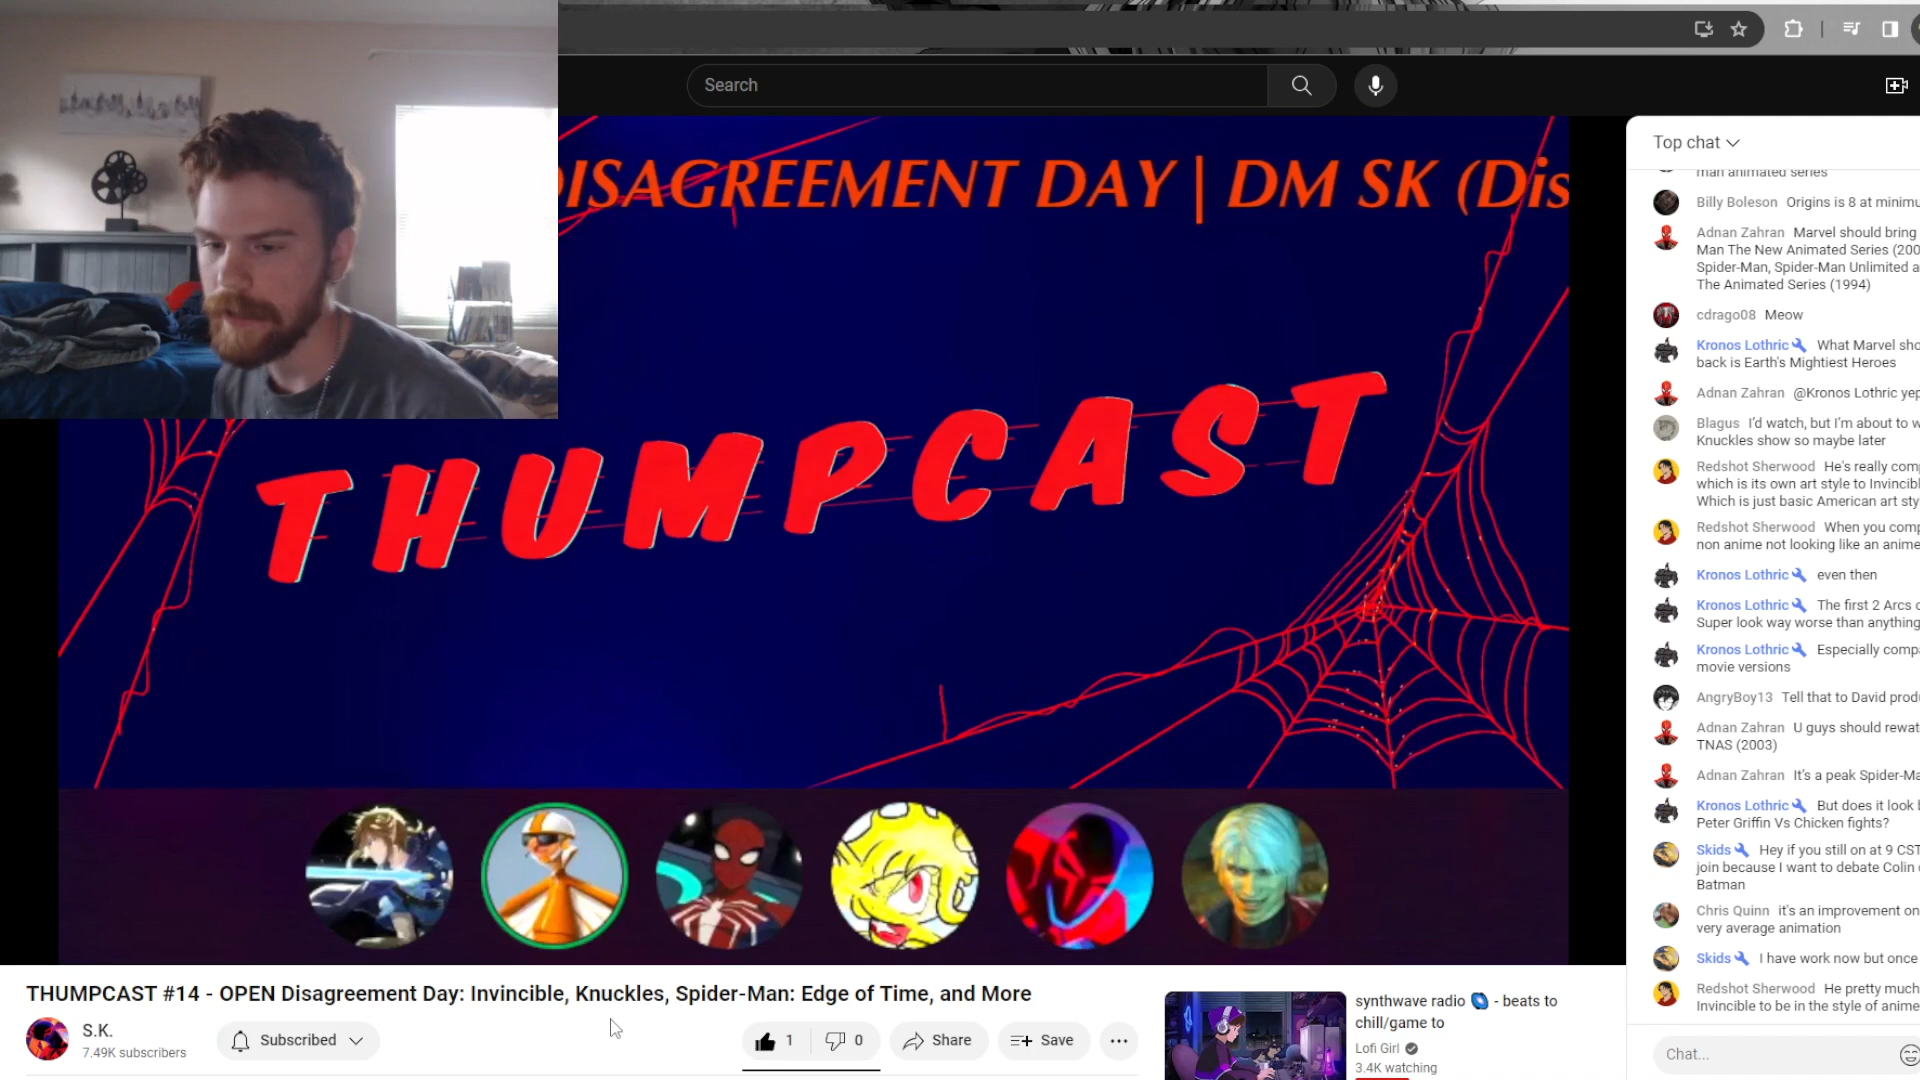 Search
DISAGREEMENT DAY | DM SK (Dis
THUMPCAST
THUMPCAST #14 - OPEN Disagreement Day: Invincible, Knuckles, Spider-Man: Edge of Time, and More
S.K.
7.49K subscribers
Subscribed
1
0
Share
Save
synthwave radio 🌌 - beats to
chill/game to
Lofi Girl
3.4K watching
Top chat
man animated series
Billy Boleson Origins is 8 at minimu
Adnan Zahran Marvel should bring
Man The New Animated Series (200
Spider-Man, Spider-Man Unlimited a
The Animated Series (1994)
cdrago08 Meow
Kronos Lothric What Marvel sho
back is Earth's Mightiest Heroes
Adnan Zahran @Kronos Lothric yep
Blagus I'd watch, but I'm about to w
Knuckles show so maybe later
Redshot Sherwood He's really comp
which is its own art style to Invincibl
Which is just basic American art sty
Redshot Sherwood When you comp
non anime not looking like an anime
Kronos Lothric even then
Kronos Lothric The first 2 Arcs o
Super look way worse than anything
Kronos Lothric Especially compa
movie versions
AngryBoy13 Tell that to David produ
Adnan Zahran U guys should rewat
TNAS (2003)
Adnan Zahran It's a peak Spider-Ma
Kronos Lothric But does it look b
Peter Griffin Vs Chicken fights?
Skids Hey if you still on at 9 CST
join because I want to debate Colin o
Batman
Chris Quinn it's an improvement on
very average animation
Skids I have work now but once
Redshot Sherwood He pretty much
Invincible to be in the style of anime
Chat...